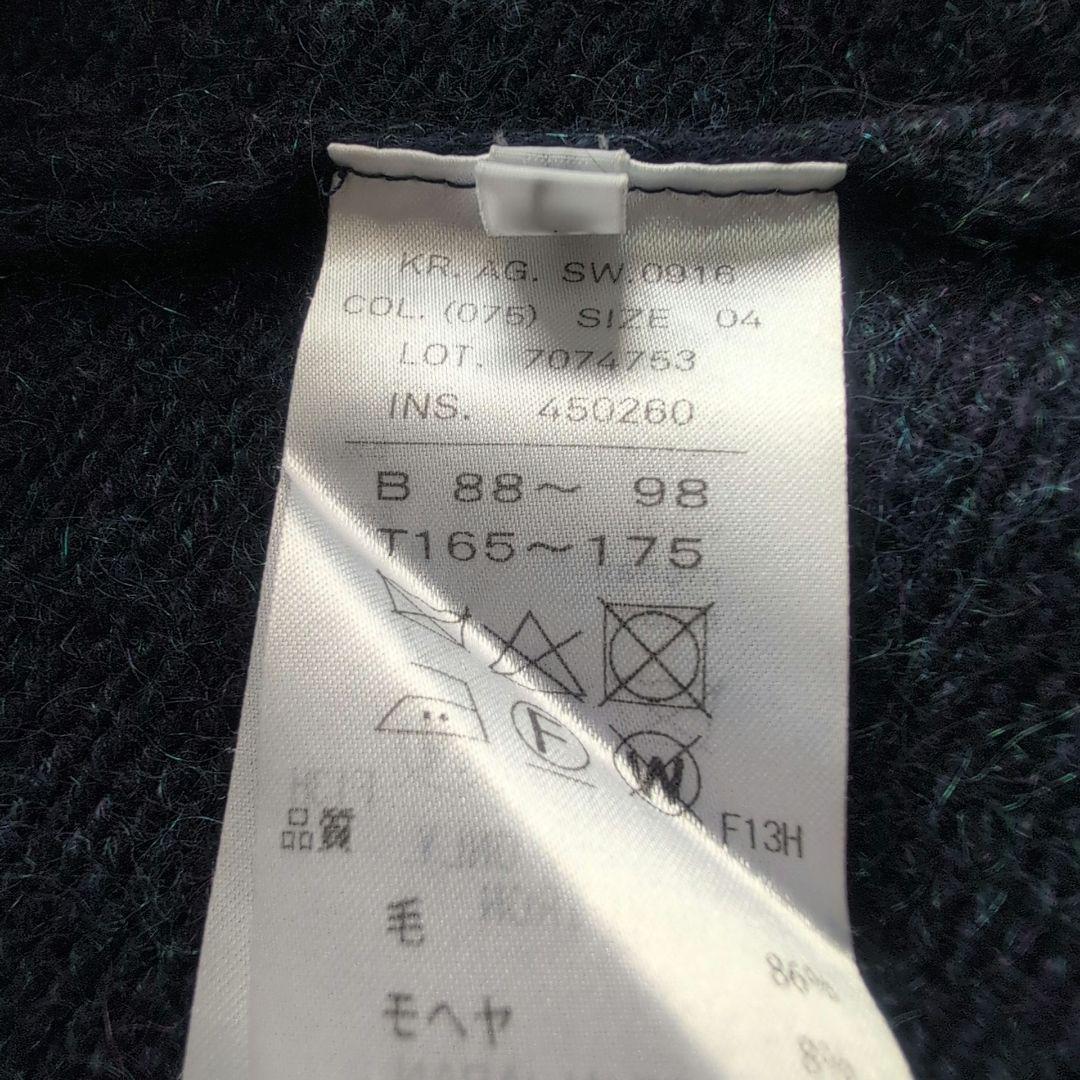 L
KR. AG. SW.0916
COL. (075) SIZE 04
LOT. 7074753
INS. 450260
B 88～ 98
T165～175
F
W
F13H
品質
毛 86%
モヘヤ 8%